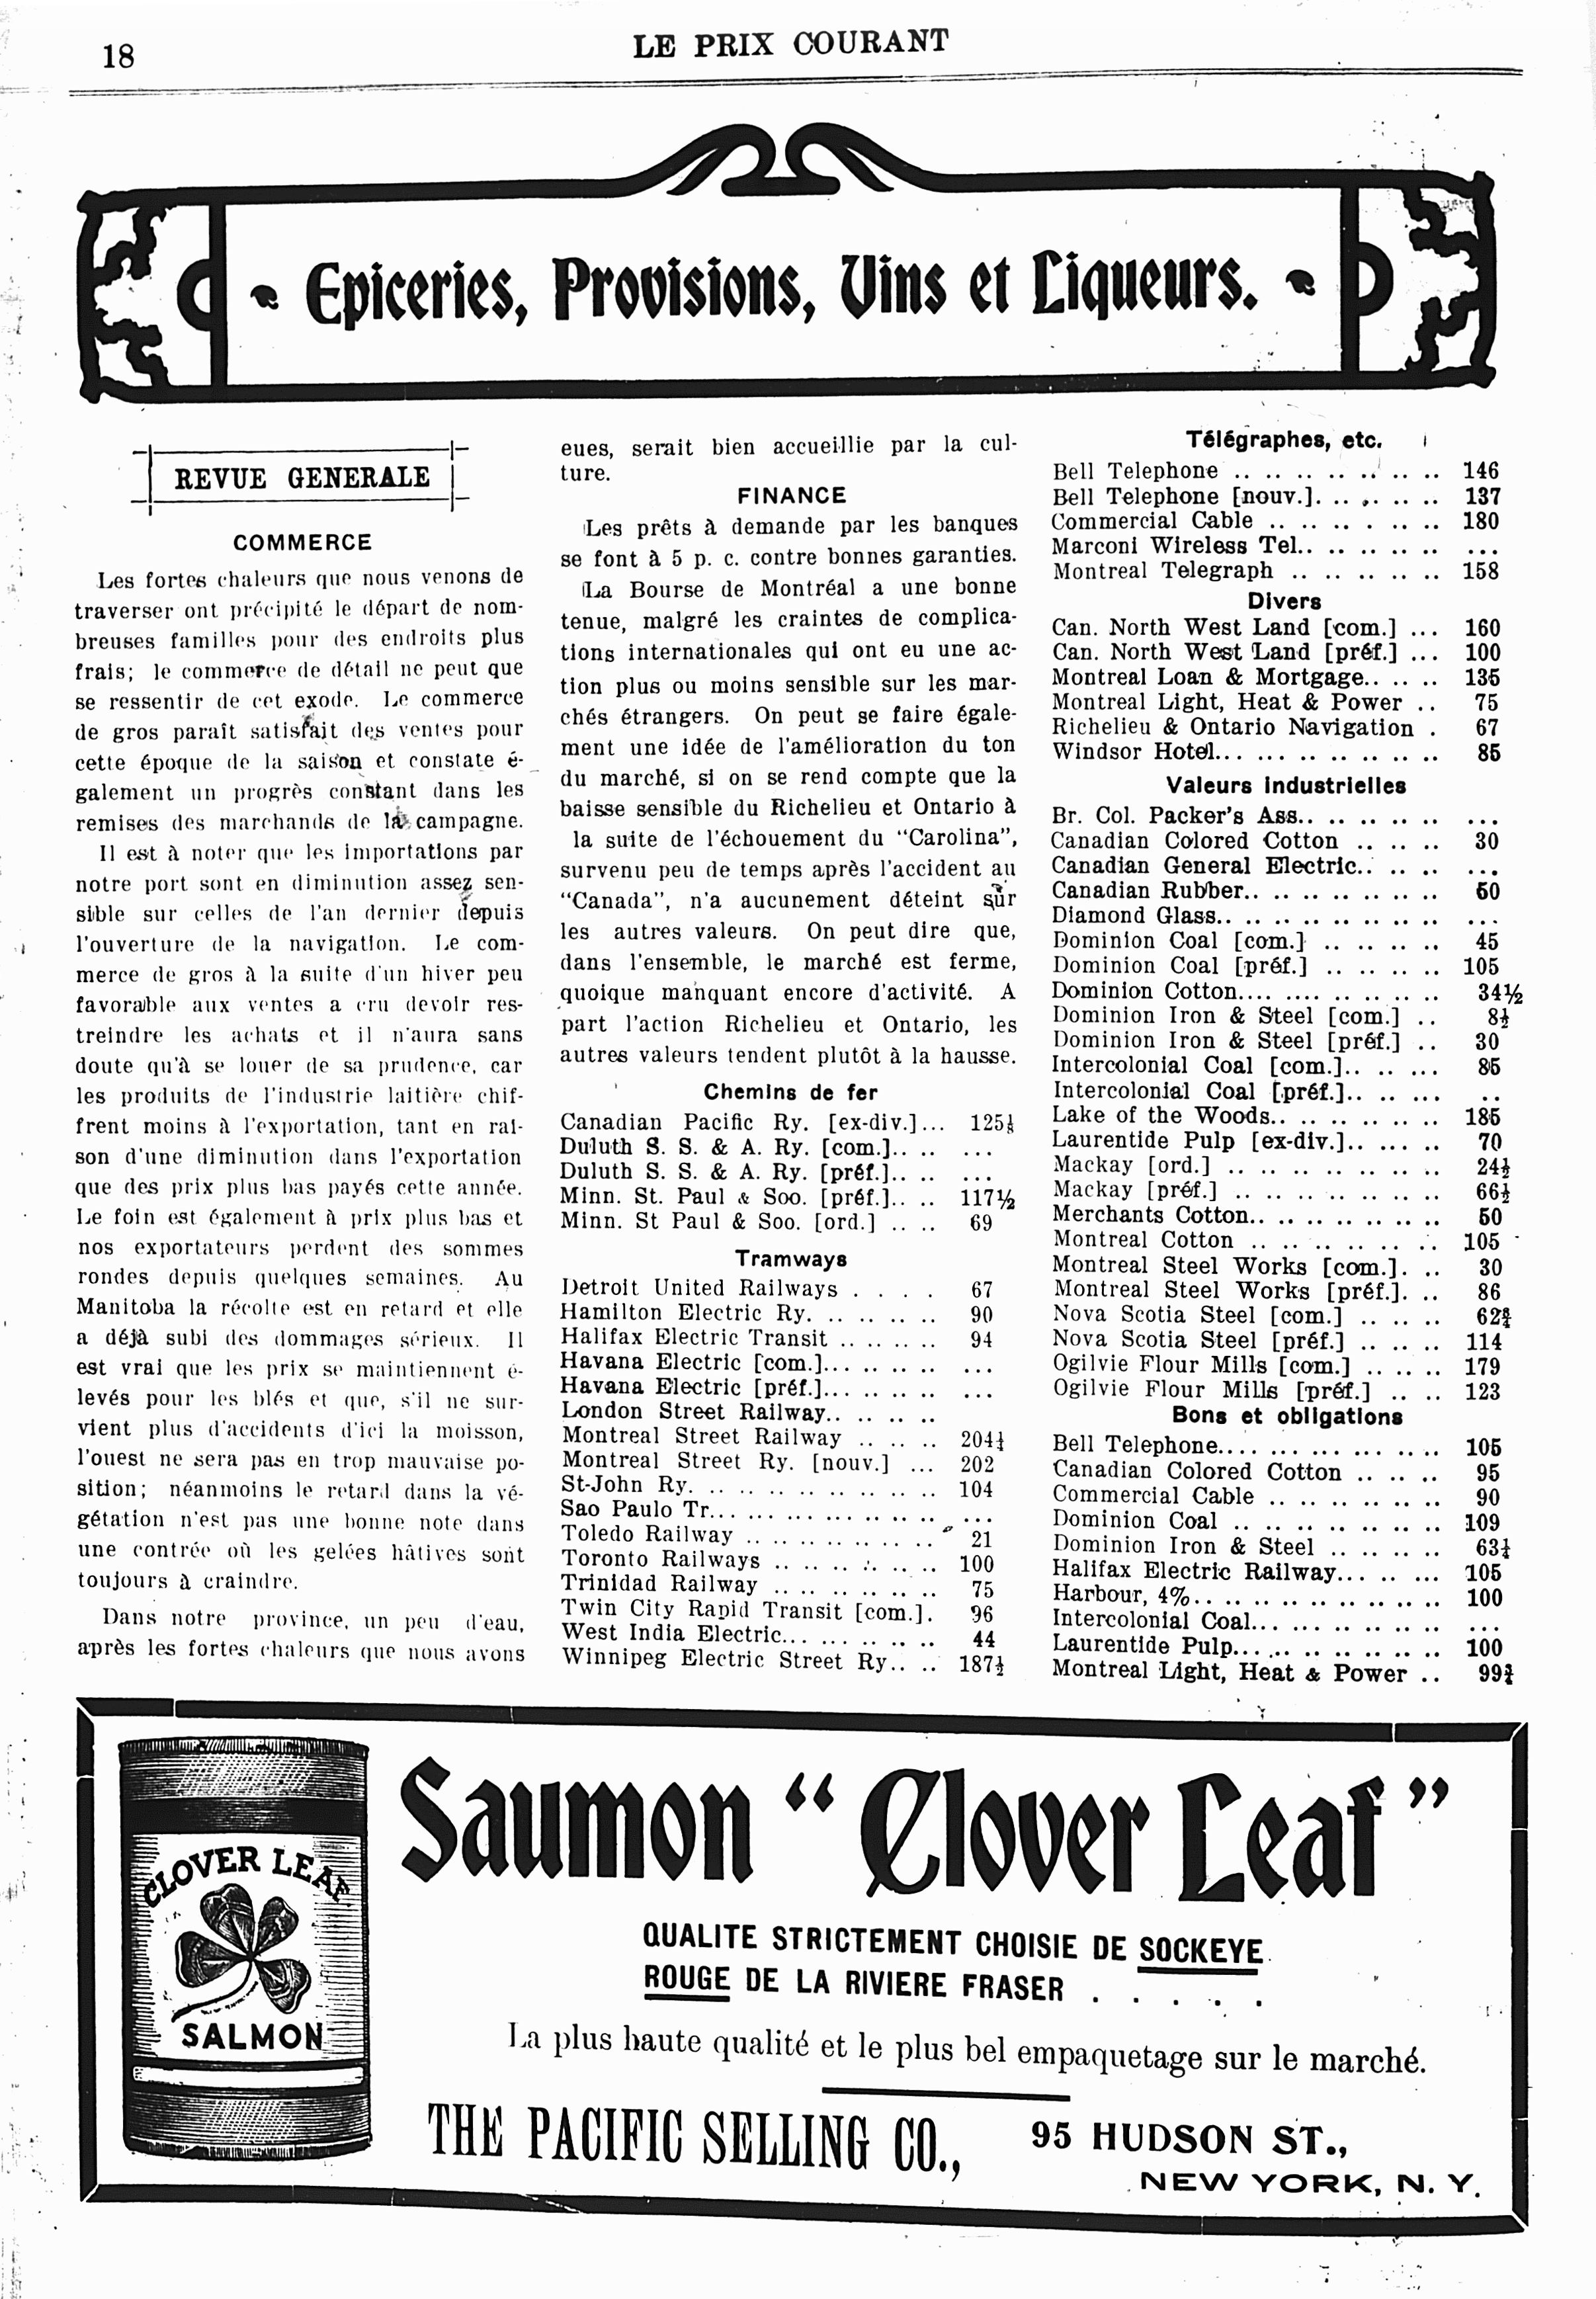 18
LE PRIX COURANT
Epiceries, Provisions, Vins et Liqueurs.
REVUE GENERALE
COMMERCE
Les fortes chaleurs que nous venons de
traverser ont précipité le départ de nom-
breuses familles pour des endroits plus
frais; le commerce de détail ne peut que
se ressentir de cet exode. Le commerce
de gros paraît satisfait des ventes pour
cette époque de la saison et constate é-
galement un progrès constant dans les
remises des marchands de la campagne.
Il est à noter que les importations par
notre port sont en diminution assez sen-
sible sur celles de l'an dernier depuis
l'ouverture de la navigation. Le com-
merce de gros à la suite d'un hiver peu
favorable aux ventes a cru devoir res-
treindre les achats et il n'aura sans
doute qu'à se louer de sa prudence, car
les produits de l'industrie laitière chif-
frent moins à l'exportation, tant en rai-
son d'une diminution dans l'exportation
que des prix plus bas payés cette année.
Le foin est également à prix plus bas et
nos exportateurs perdent des sommes
rondes depuis quelques semaines. Au
Manitoba la récolte est en retard et elle
a déjà subi des dommages sérieux. Il
est vrai que les prix se maintiennent é-
levés pour les blés et que, s'il ne sur-
vient plus d'accidents d'ici la moisson,
l'ouest ne sera pas en trop mauvaise po-
sition; néanmoins le retard dans la vé-
gétation n'est pas une bonne note dans
une contrée où les gelées hâtives sont
toujours à craindre.
Dans notre province, un peu d'eau,
après les fortes chaleurs que nous avons
eues, serait bien accueillie par la cul-
ture.
FINANCE
Les prêts à demande par les banques
se font à 5 p. c. contre bonnes garanties.
La Bourse de Montréal a une bonne
tenue, malgré les craintes de complica-
tions internationales qui ont eu une ac-
tion plus ou moins sensible sur les mar-
chés étrangers. On peut se faire égale-
ment une idée de l'amélioration du ton
du marché, si on se rend compte que la
baisse sensible du Richelieu et Ontario à
la suite de l'échouement du "Carolina",
survenu peu de temps après l'accident au
"Canada", n'a aucunement déteint sur
les autres valeurs. On peut dire que,
dans l'ensemble, le marché est ferme,
quoique manquant encore d'activité. A
part l'action Richelieu et Ontario, les
autres valeurs tendent plutôt à la hausse.
Chemins de fer
Canadian Pacific Ry. [ex-div.]...
Duluth S. S. & A. Ry. [com.].. .. ...
Duluth S. S. & A. Ry. [préf.].. .. ...
Minn. St. Paul & Soo. [préf.].. .. 117½
Minn. St Paul & Soo. [ord.] .. .. 69
Tramways
Detroit United Railways . . . . 67
Hamilton Electric Ry. .. .. .. .. 90
Halifax Electric Transit .. .. .. .. 94
Havana Electric [com.]... .. .. .. ...
Havana Electric [préf.]... .. .. .. ...
London Street Railway.. .. .. ..
Montreal Street Railway .. .. ..
Montreal Street Ry. [nouv.] ... 202
St-John Ry. .. .. .. .. .. .. .. .. 104
Sao Paulo Tr... ... .. .. .. .. .. ...
Toledo Railway .. .. .. .. .. .. .. 21
Toronto Railways .. .. .. .. .. .. 100
Trinidad Railway .. .. .. .. .. .. 75
Twin City Rapid Transit [com.]. 96
West India Electric... ... .. .. .. 44
Winnipeg Electric Street Ry.. .. 187½
Télégraphes, etc.
Bell Telephone .. .. .. .. .. .. .. 146
Bell Telephone [nouv.]. .. .. .. .. 137
Commercial Cable .. .. .. . .. .. 180
Marconi Wireless Tel.. .. .. .. .. ...
Montreal Telegraph .. .. .. .. .. 158
Divers
Can. North West Land [com.] ... 160
Can. North West Land [préf.] ... 100
Montreal Loan & Mortgage.. .. .. 135
Montreal Light, Heat & Power .. 75
Richelieu & Ontario Navigation . 67
Windsor Hotel... ... .. .. .. .. .. 85
Valeurs industrielles
Br. Col. Packer's Ass.. .. .. .. .. ...
Canadian Colored Cotton .. .. .. 30
Canadian General Electric.. .. .. ...
Canadian Rubber.. .. .. .. .. .. .. 50
Diamond Glass.. .. .. .. .. .. .. .. ...
Dominion Coal [com.] .. .. .. .. 45
Dominion Coal [préf.] .. .. .. .. 105
Dominion Cotton.... .... .. .. .. .. 34½
Dominion Iron & Steel [com.] .. 8½
Dominion Iron & Steel [préf.] .. 30
Intercolonial Coal [com.].. .. ... 85
Intercolonial Coal [préf.].. .. ... ..
Lake of the Woods.. .. .. .. .. .. 185
Laurentide Pulp [ex-div.].. .. .. .. 70
Mackay [ord.] .. .. .. .. .. .. .. .. 24½
Mackay [préf.] .. .. .. .. .. .. .. 66½
Merchants Cotton.. .. .. .. .. .. .. 50
Montreal Cotton .. .. .. .. .. .. 105
Montreal Steel Works [com.]. .. 30
Montreal Steel Works [préf.]. .. 86
Nova Scotia Steel [com.] .. .. ..
Nova Scotia Steel [préf.] .. .. .. 114
Ogilvie Flour Mills [com.] .. .. .. 179
Ogilvie Flour Mills [préf.] .. .. 123
Bons et obligations
Bell Telephone.... ... ... ... .. .. 105
Canadian Colored Cotton .. .. .. 95
Commercial Cable .. .. .. .. .. .. 90
Dominion Coal .. .. .. .. .. .. .. 109
Dominion Iron & Steel .. .. .. ..
Halifax Electric Railway... .. ... 105
Harbour, 4%.. .. .. .. .. .. .. .. .. 100
Intercolonial Coal... ... .. .. .. .. ...
Laurentide Pulp... .. .. .. .. .. .. 100
Montreal Light, Heat & Power ..
CLOVER LEAF
SALMON
Saumon "Clover Leaf"
QUALITE STRICTEMENT CHOISIE DE SOCKEYE
ROUGE DE LA RIVIERE FRASER . . . . .
La plus haute qualité et le plus bel empaquetage sur le marché.
THE PACIFIC SELLING CO., 95 HUDSON ST.,
NEW YORK, N. Y.